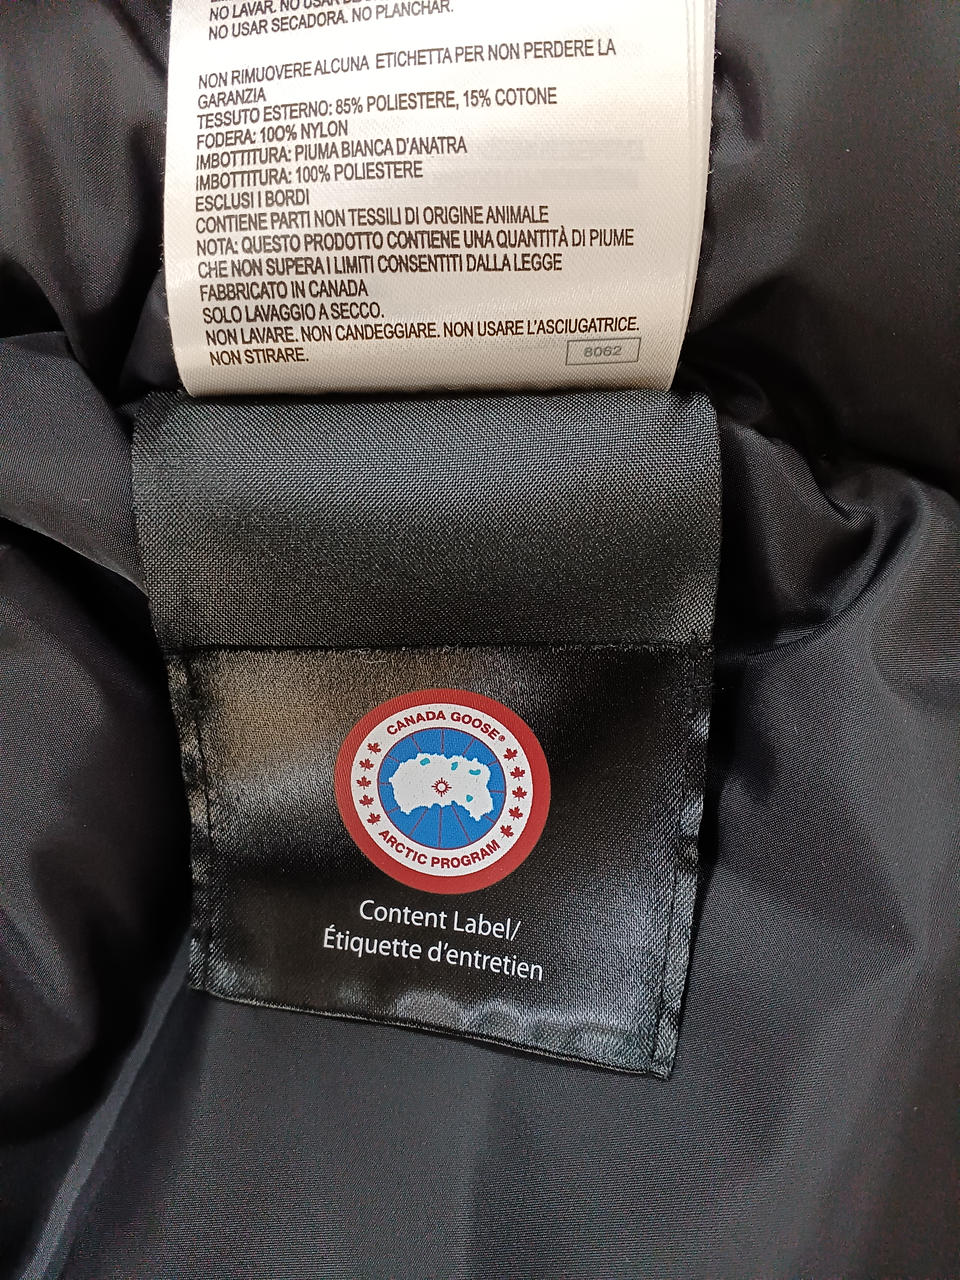 NO LAVAR. NO USAR
NO USAR SECADORA. NO PLANCHAR.
NON RIMUOVERE ALCUNA ETICHETTA PER NON PERDERE LA
GARANZIA
TESSUTO ESTERNO: 85% POLIESTERE, 15% COTONE
FODERA: 100% NYLON
IMBOTTITURA: PIUMA BIANCA D'ANATRA
IMBOTTITURA: 100% POLIESTERE
ESCLUSI I BORDI
CONTIENE PARTI NON TESSILI DI ORIGINE ANIMALE
NOTA: QUESTO PRODOTTO CONTIENE UNA QUANTITÀ DI PIUME
CHE NON SUPERA I LIMITI CONSENTITI DALLA LEGGE
FABBRICATO IN CANADA
SOLO LAVAGGIO A SECCO.
NON LAVARE. NON CANDEGGIARE. NON USARE L'ASCIUGATRICE.
NON STIRARE.
8062
CANADA GOOSE®
ARCTIC PROGRAM
Content Label/
Étiquette d'entretien